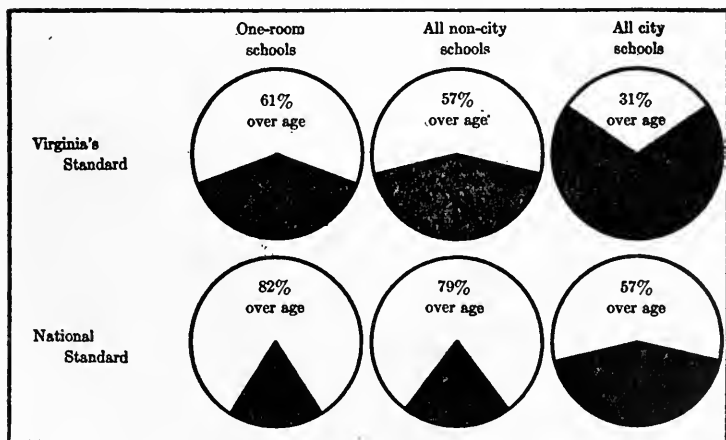 One-room
schools
All non-city
schools
All city
schools
Virginia's
Standard
61%
over age
57%
over age
31%
over age
National
Standard
82%
over age
79%
over age
57%
over age